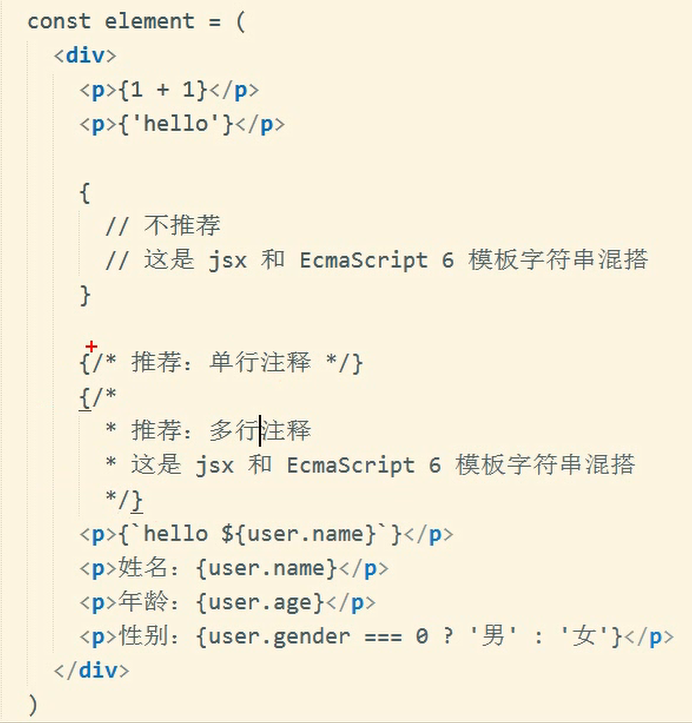 const element = (
<div>
<p>{1 + 1}</p>
<p>{'hello'}</p>
{
// 不推荐
// 这是 jsx 和 EcmaScript 6 模板字符串混搭
}
{/* 推荐: 单行注释 */}
{/*
* 推荐: 多行注释
* 这是 jsx 和 EcmaScript 6 模板字符串混搭
*/}
<p>{`hello ${user.name}`}</p>
<p>姓名: {user.name}</p>
<p>年龄: {user.age}</p>
<p>性别: {user.gender === 0 ? '男' : '女'}</p>
</div>
)